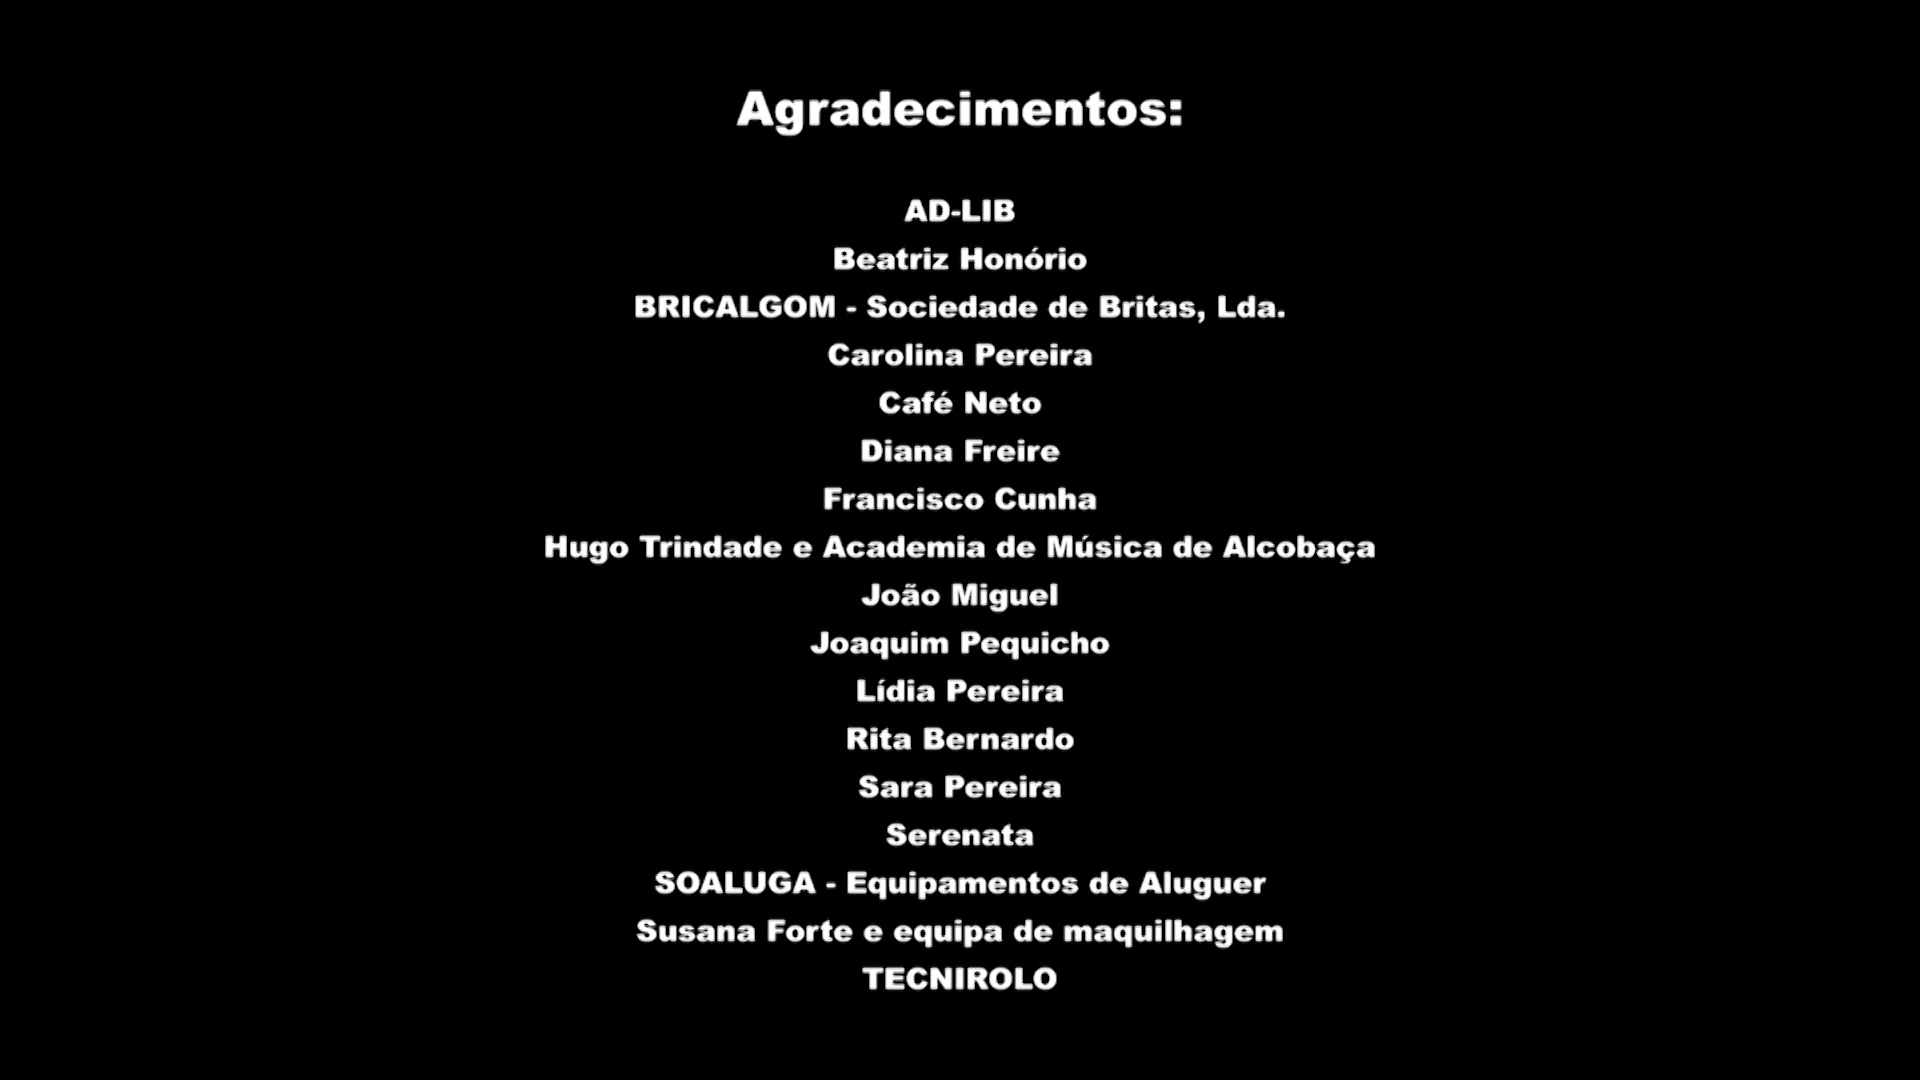 Agradecimentos:
AD-LIB
Beatriz Honório
BRICALGOM - Sociedade de Britas, Lda.
Carolina Pereira
Café Neto
Diana Freire
Francisco Cunha
Hugo Trindade e Academia de Música de Alcobaça
João Miguel
Joaquim Pequicho
Lídia Pereira
Rita Bernardo
Sara Pereira
Serenata
SOALUGA - Equipamentos de Aluguer
Susana Forte e equipa de maquilhagem
TECNIROLO